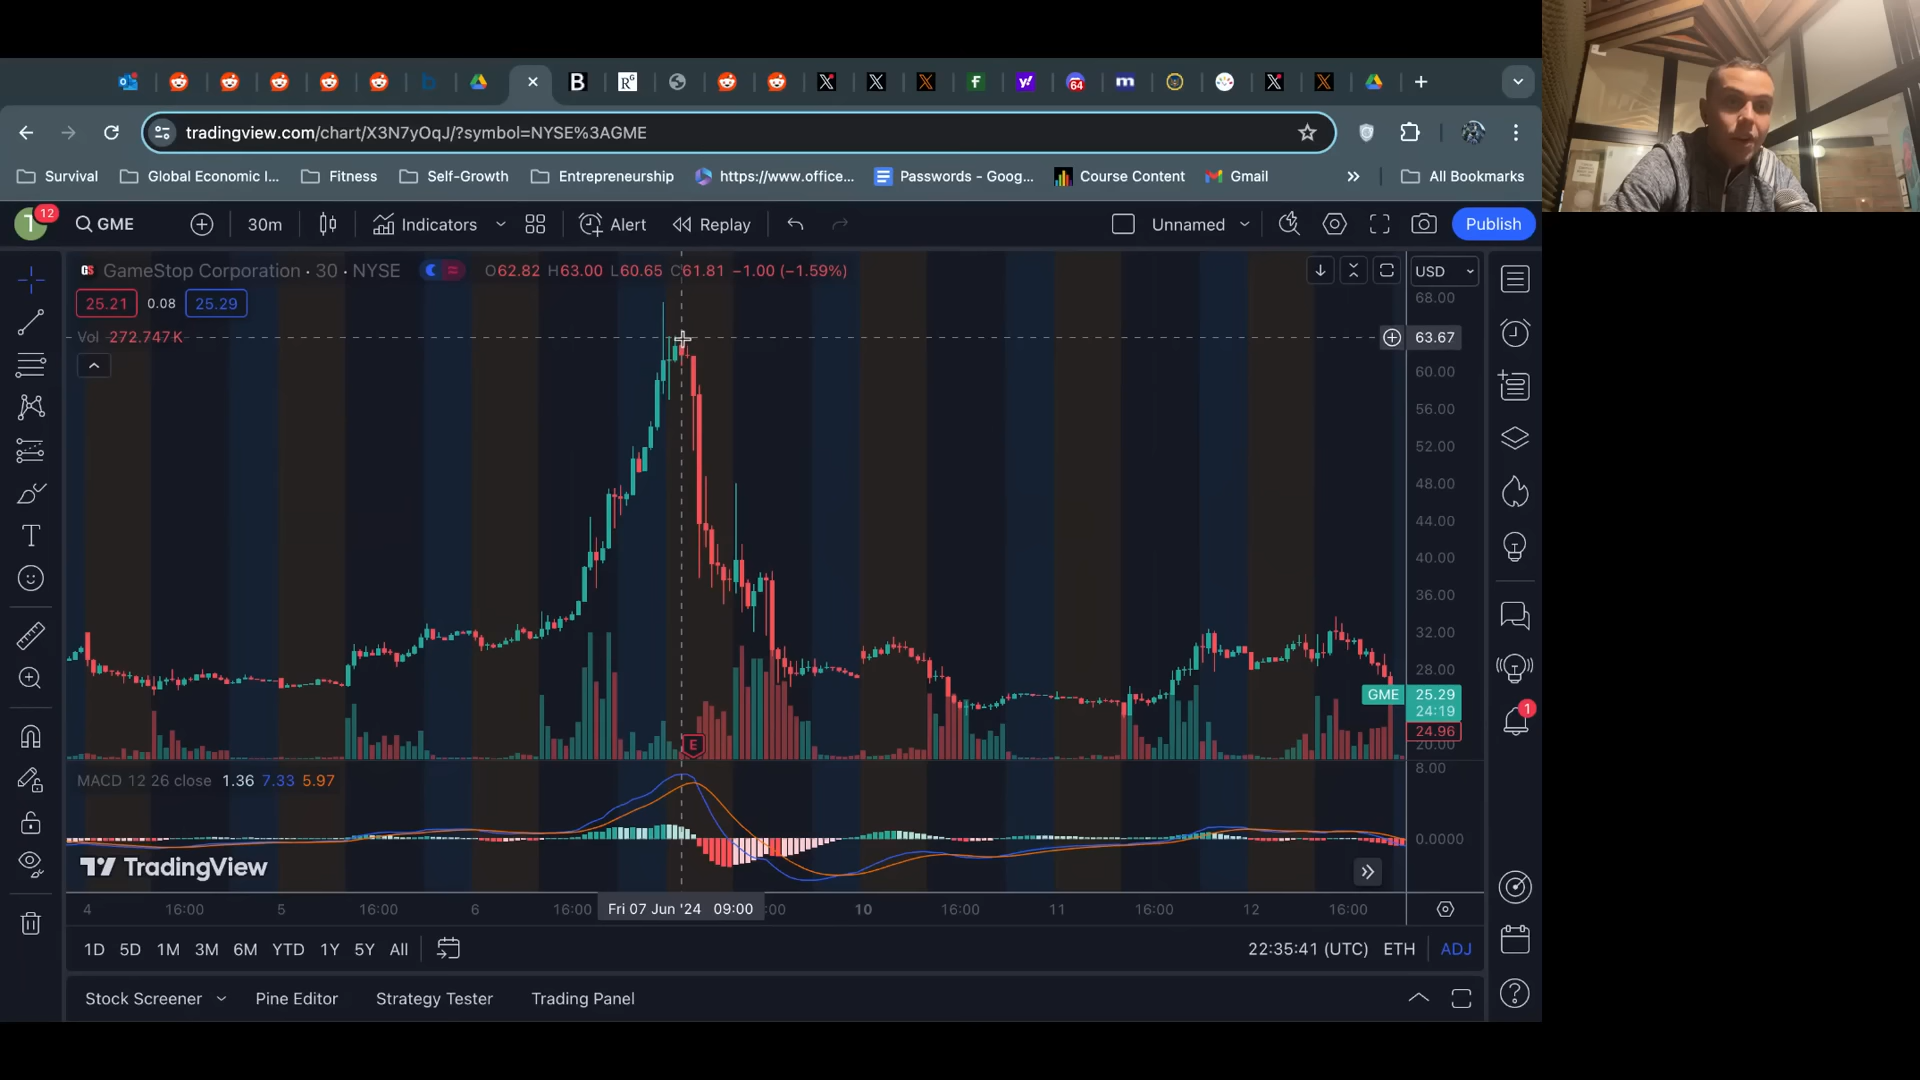 64
tradingview.com/chart/X3N7yOqJ/?symbol=NYSE%3AGME
Survival
Global Economic I...
Fitness
Self-Growth
Entrepreneurship
https://www.office...
Passwords - Goog...
Course Content
Gmail
All Bookmarks
T
12
GME
30m
Indicators
Alert
Replay
Unnamed
Publish
GameStop Corporation · 30 · NYSE
O62.82 H63.00 L60.65 C61.81 −1.00 (−1.59%)
USD
25.21
0.08
25.29
Vol 272.747K
68.00
63.67
60.00
56.00
52.00
48.00
44.00
40.00
36.00
32.00
28.00
GME 25.29
24:19
24.96
20.00
E
1
MACD 12 26 close 1.36 7.33 5.97
8.00
0.0000
TradingView
4 16:00 5 16:00 6 16:00 Fri 07 Jun '24 09:00 :00 10 16:00 11 16:00 12 16:00
1D 5D 1M 3M 6M YTD 1Y 5Y All
22:35:41 (UTC) ETH ADJ
Stock Screener Pine Editor Strategy Tester Trading Panel